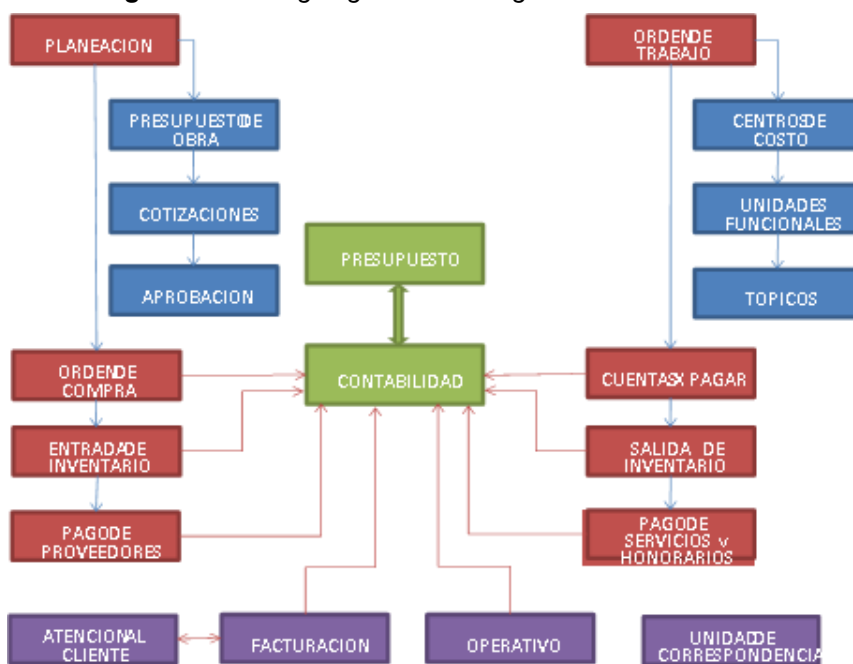 PLANEACION
ORDENDE
TRABAJO
PRESUPUESTODE
OBRA
CENTROSDE
COSTO
COTIZACIONES
UNIDADES
FUNCIONALES
PRESUPUESTO
APROBACION
TOPICOS
ORDENDE
COMPRA
CONTABILIDAD
CUENTASX PAGAR
ENTRADADE
INVENTARIO
SALIDA DE
INVENTARIO
PAGODE
PROVEEDORES
PAGODE
SERVICIOS y
HONORARIOS
ATENCIONAL
CLIENTE
FACTURACION
OPERATIVO
UNIDADDE
CORRESPONDENCIA